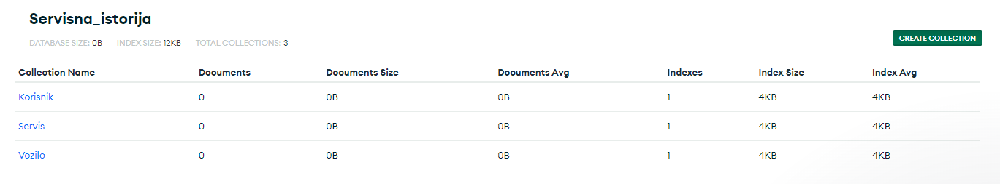 Servisna_istorija
DATABASE SIZE: 0B INDEX SIZE: 12KB TOTAL COLLECTIONS: 3
CREATE COLLECTION
Collection Name Documents Documents Size Documents Avg Indexes Index Size Index Avg
Korisnik 0 0B 0B 1 4KB 4KB
Servis 0 0B 0B 1 4KB 4KB
Vozilo 0 0B 0B 1 4KB 4KB